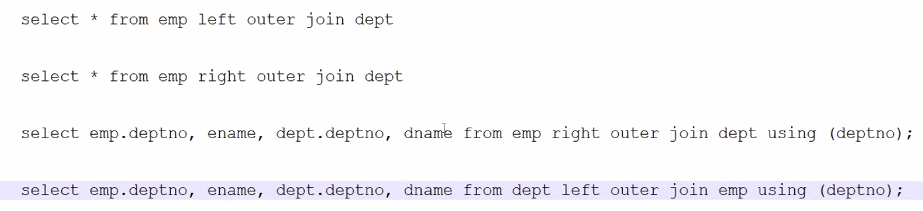 select * from emp left outer join dept
select * from emp right outer join dept
select emp.deptno, ename, dept.deptno, dname from emp right outer join dept using (deptno);
select emp.deptno, ename, dept.deptno, dname from dept left outer join emp using (deptno);